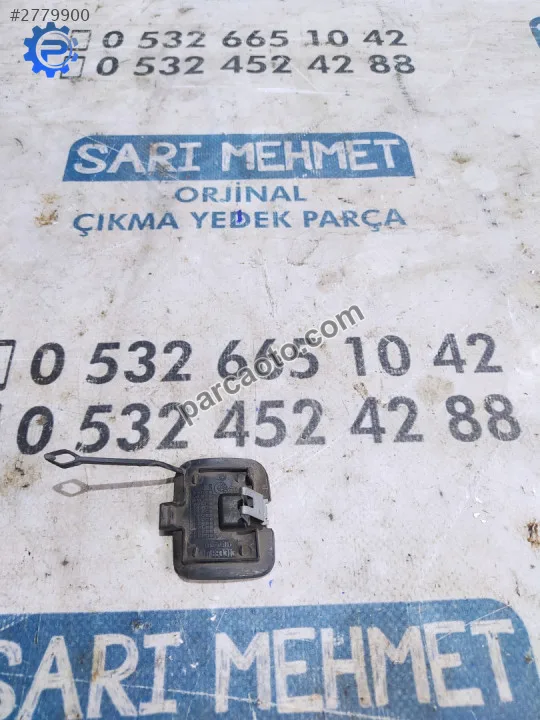 #2779900
0 532 665 10 42
0 532 452 42 88
SARI MEHMET
ORJİNAL
ÇIKMA YEDEK PARÇA
0 532 665 10 42
0 532 452 42 88
parcaoto.com
SARI MEHMET